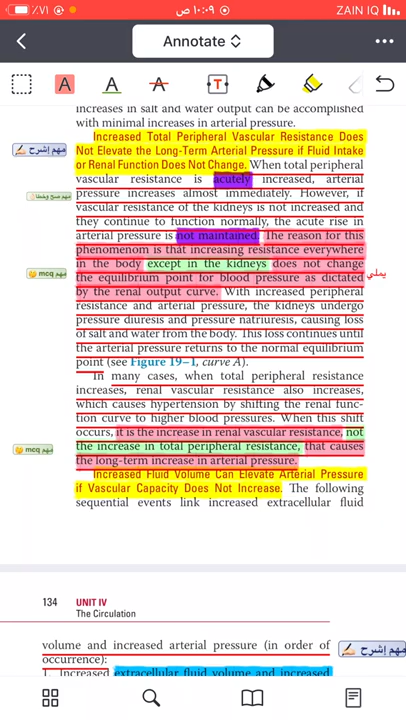 ٪٧١ ١٠:٠٩ ص ZAIN IQ
Annotate
increases in salt and water output can be accomplished
with minimal increases in arterial pressure.
Increased Total Peripheral Vascular Resistance Does
مهم إشرح
Not Elevate the Long-Term Arterial Pressure if Fluid Intake
or Renal Function Does Not Change. When total peripheral
vascular resistance is acutely increased, arterial
pressure increases almost immediately. However, if
vascular resistance of the kidneys is not increased and
they continue to function normally, the acute rise in
arterial pressure is not maintained. The reason for this
phenomenon is that increasing resistance everywhere
in the body except in the kidneys does not change
مهم mcq
the equilibrium point for blood pressure as dictated
by the renal output curve. With increased peripheral
resistance and arterial pressure, the kidneys undergo
pressure diuresis and pressure natriuresis, causing loss
of salt and water from the body. This loss continues until
the arterial pressure returns to the normal equilibrium
point (see Figure 19–1, curve A).
In many cases, when total peripheral resistance
increases, renal vascular resistance also increases,
which causes hypertension by shifting the renal func-
tion curve to higher blood pressures. When this shift
occurs, it is the increase in renal vascular resistance, not
the increase in total peripheral resistance, that causes
مهم mcq
the long-term increase in arterial pressure.
Increased Fluid Volume Can Elevate Arterial Pressure
if Vascular Capacity Does Not Increase. The following
sequential events link increased extracellular fluid
134 UNIT IV
The Circulation
volume and increased arterial pressure (in order of
مهم إشرح
occurrence):
1. Increased extracellular fluid volume and increased